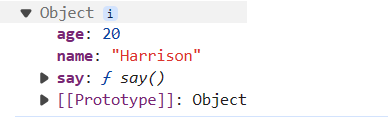 Object i
age: 20
name: "Harrison"
say: ƒ say()
[[Prototype]]: Object